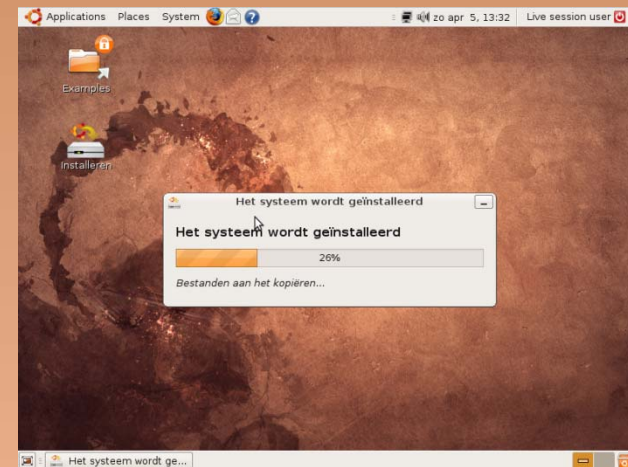 Applications Places System zo apr 5, 13:32 Live session user
Examples
Installeren
Het systeem wordt geïnstalleerd
Het systeem wordt geïnstalleerd
26%
Bestanden aan het kopiëren...
Het systeem wordt ge...